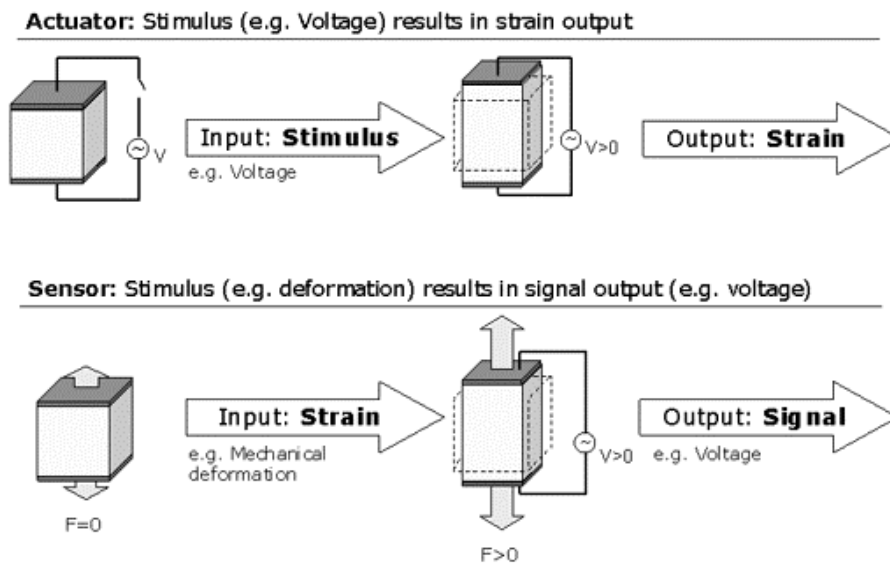 Actuator: Stimulus (e.g. Voltage) results in strain output
V
Input: Stimulus
e.g. Voltage
V>0
Output: Strain
Sensor: Stimulus (e.g. deformation) results in signal output (e.g. voltage)
F=0
Input: Strain
e.g. Mechanical
deformation
V>0
F>0
Output: Signal
e.g. Voltage